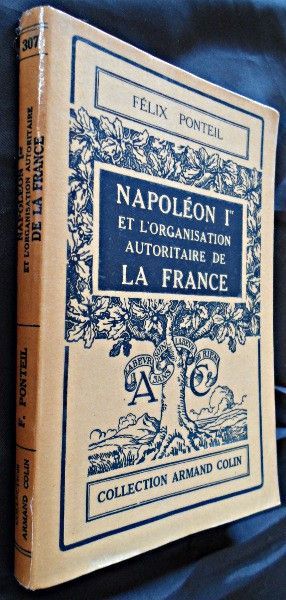 FÉLIX PONTEIL
NAPOLÉON Iᵉʳ
ET L'ORGANISATION
AUTORITAIRE DE
LA FRANCE
A C
COLLECTION ARMAND COLIN
307
NAPOLÉON Iᵉʳ
ET L'ORGANISATION AUTORITAIRE
DE LA FRANCE
F. PONTEIL
ARMAND COLIN